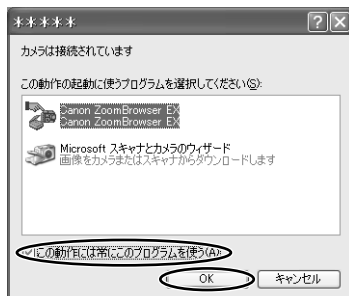 *****
カメラは接続されています
この動作の起動に使うプログラムを選択してください(S):
Canon ZoomBrowser EX
Canon ZoomBrowser EX
Microsoft スキャナとカメラのウィザード
画像をカメラまたはスキャナからダウンロードします
この動作には常にこのプログラムを使う(A):
OK キャンセル